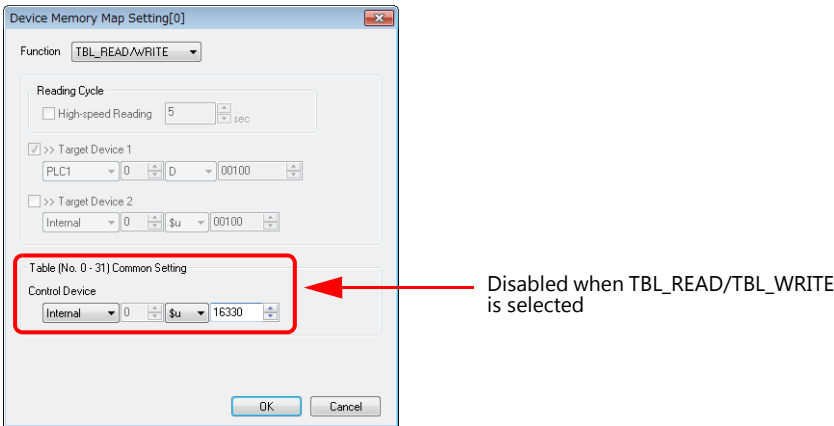 Device Memory Map Setting[0]
Function TBL_READ/WRITE
Reading Cycle
High-speed Reading 5 sec
>> Target Device 1
PLC1 0 D 00100
>> Target Device 2
Internal 0 $u 00100
Table (No. 0 - 31) Common Setting
Control Device
Internal 0 $u 16330
Disabled when TBL_READ/TBL_WRITE
is selected
OK Cancel